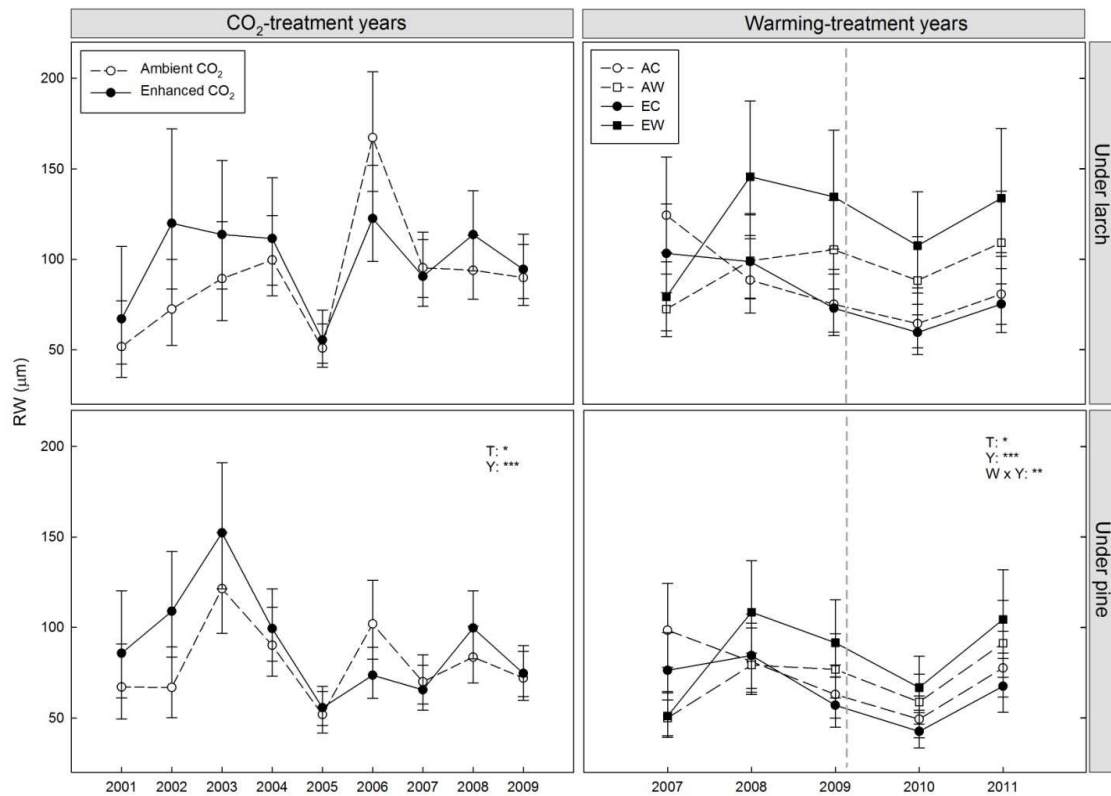 CO₂-treatment years
Warming-treatment years
Ambient CO₂
Enhanced CO₂
AC
AW
EC
EW
200
150
100
50
Under larch
RW (μm)
T: *
Y: ***
T: *
Y: ***
W x Y: **
200
150
100
50
Under pine
2001 2002 2003 2004 2005 2006 2007 2008 2009
2007 2008 2009 2010 2011